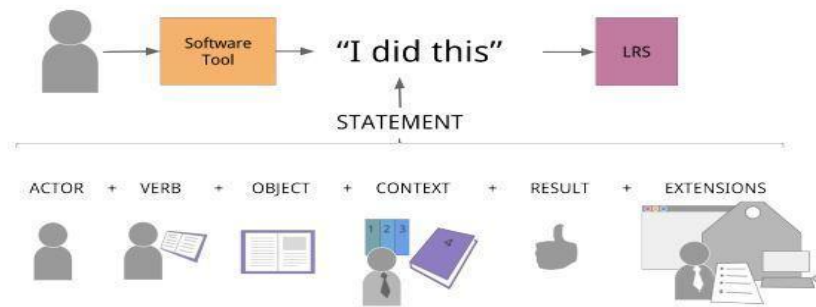 Software
Tool
“I did this”
LRS
STATEMENT
ACTOR + VERB + OBJECT + CONTEXT + RESULT + EXTENSIONS
1 2 3
4